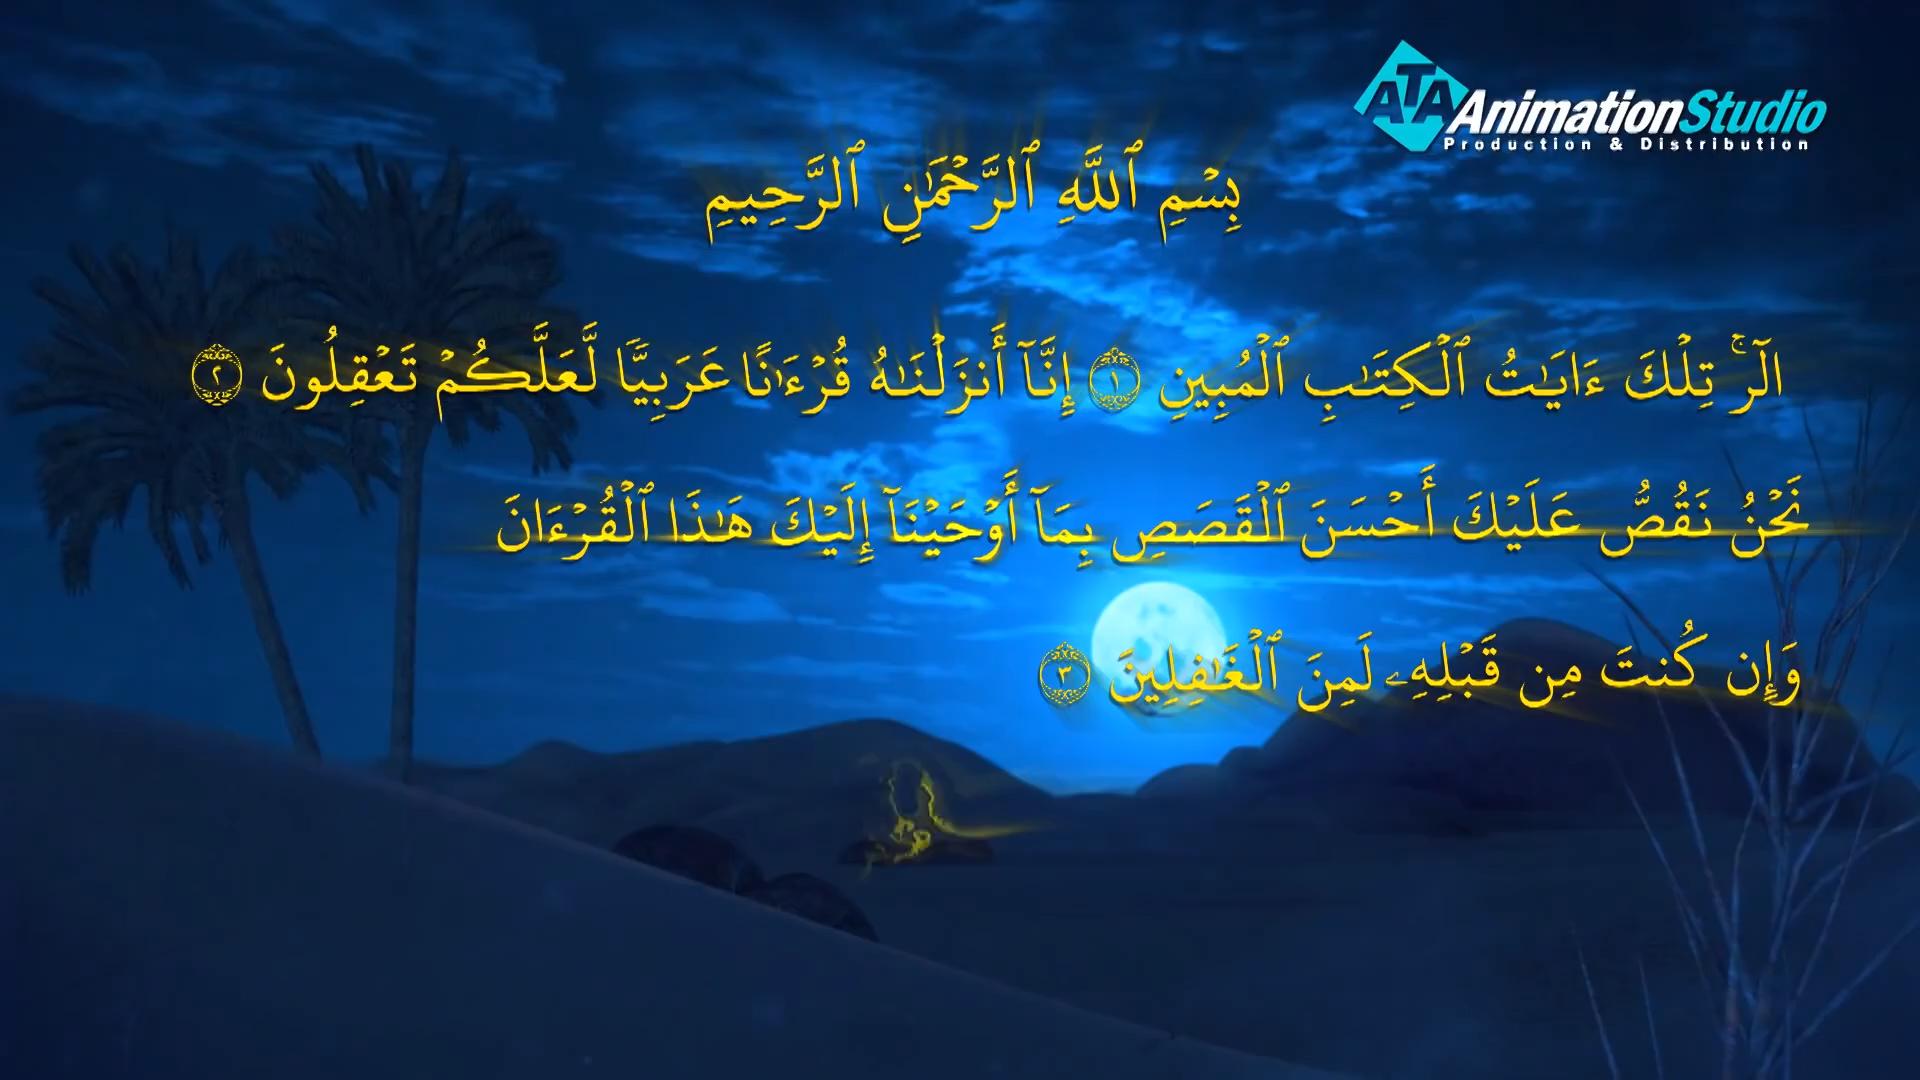 ATA AnimationStudio
Production & Distribution
بِسْمِ ٱللَّهِ ٱلرَّحْمَٰنِ ٱلرَّحِيمِ
الٓرۚ تِلْكَ ءَايَٰتُ ٱلْكِتَٰبِ ٱلْمُبِينِ ١ إِنَّآ أَنزَلْنَٰهُ قُرْءَٰنًا عَرَبِيًّا لَّعَلَّكُمْ تَعْقِلُونَ ٢
نَحْنُ نَقُصُّ عَلَيْكَ أَحْسَنَ ٱلْقَصَصِ بِمَآ أَوْحَيْنَآ إِلَيْكَ هَٰذَا ٱلْقُرْءَانَ
وَإِن كُنتَ مِن قَبْلِهِۦ لَمِنَ ٱلْغَٰفِلِينَ ٣